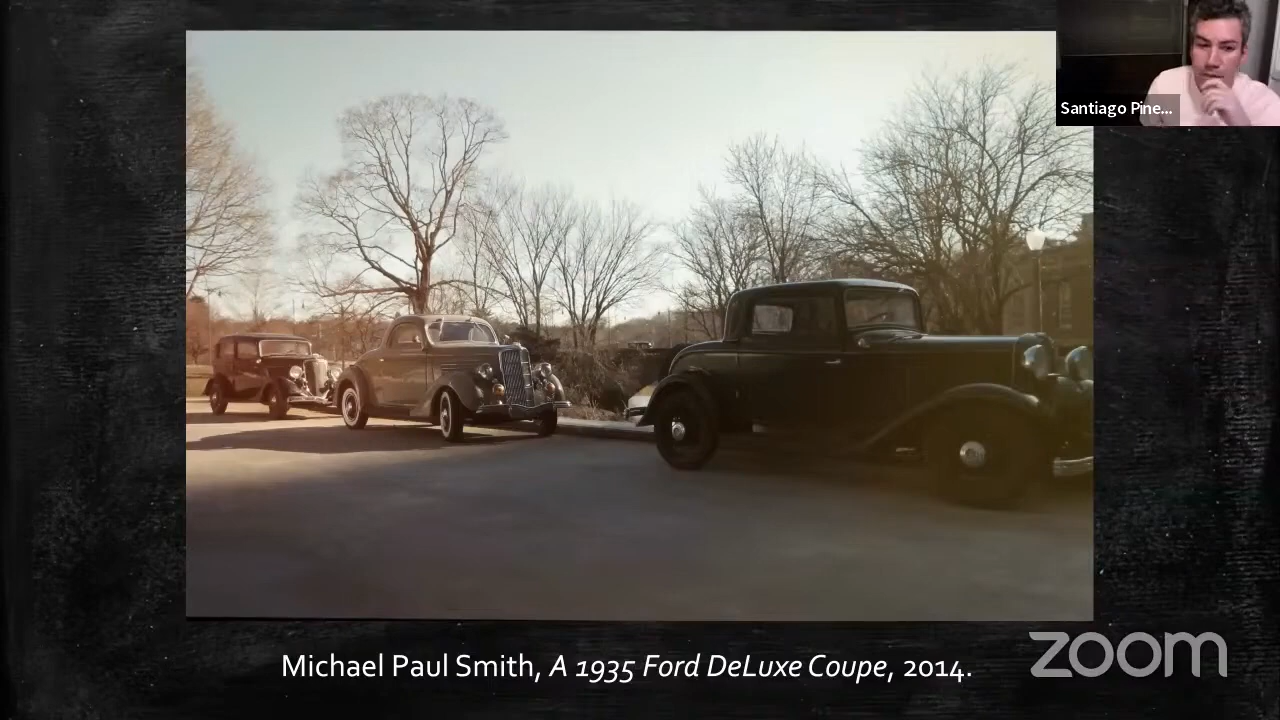 Santiago Pine...
Michael Paul Smith, A 1935 Ford DeLuxe Coupe, 2014.
zoom